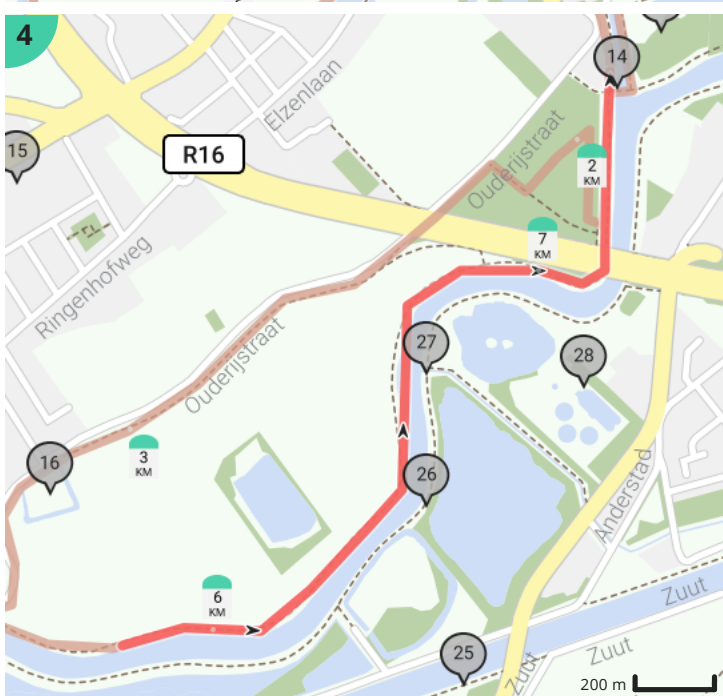 4
14
Elzenlaan
15
R16
Ouderijstraat
2
KM
7
KM
Ringenhofweg
27
28
Ouderijstraat
3
KM
16
26
Anderstad
6
KM
Zuut
25
Zuut
Zuut
200 m